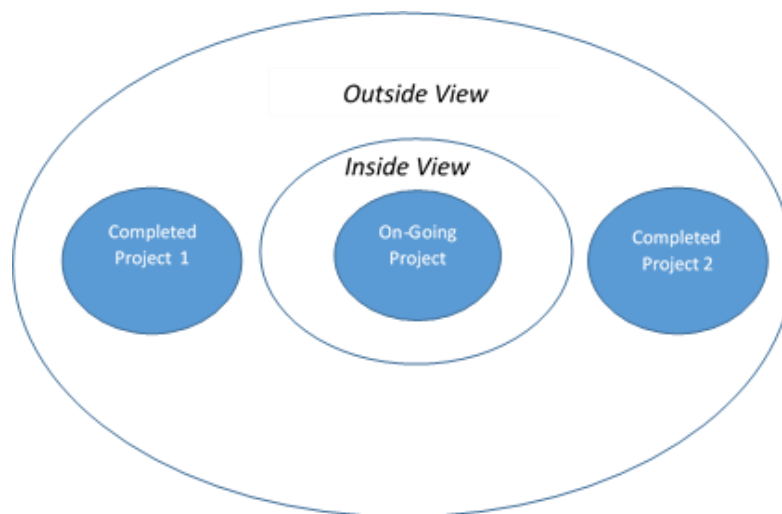 Outside View
Inside View
Completed
Project 1
On-Going
Project
Completed
Project 2